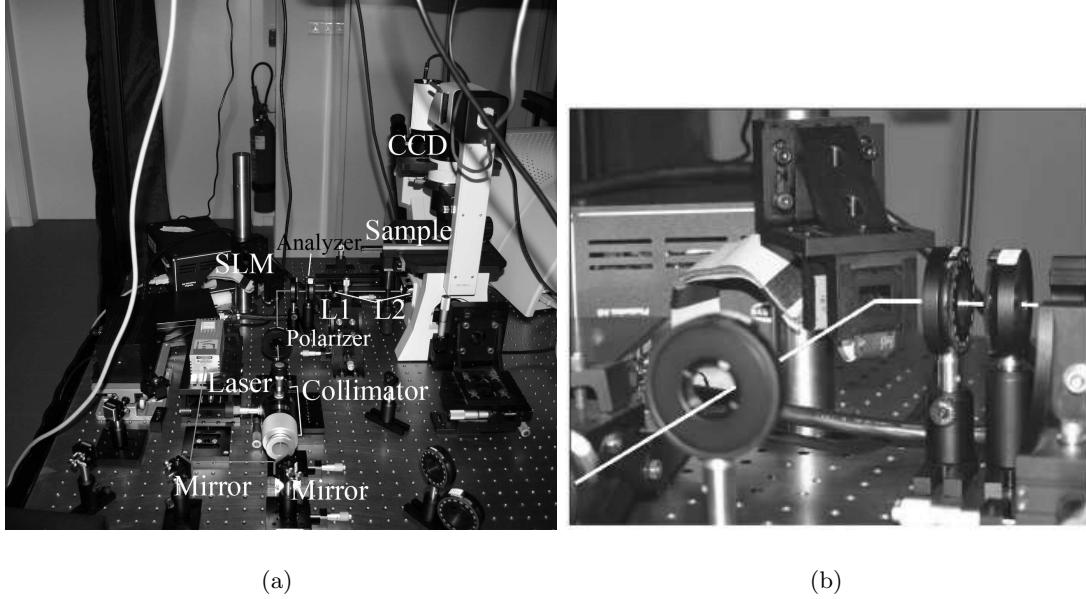 CCD
Sample
Analyzer
SLM
L1 L2
Polarizer
Laser Collimator
Mirror Mirror
(a) (b)